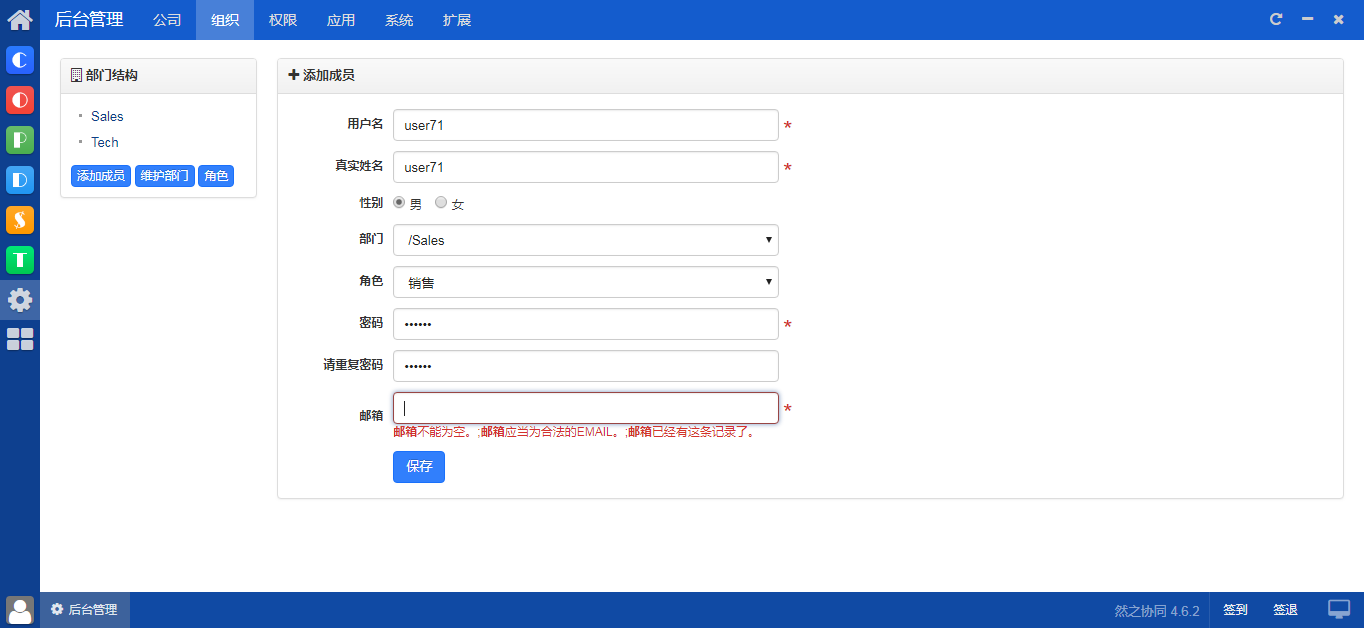 后台管理 公司 组织 权限 应用 系统 扩展
部门结构
Sales
Tech
添加成员 维护部门 角色
添加成员
用户名 user71 *
真实姓名 user71 *
性别 男 女
部门 /Sales
角色 销售
密码 •••••• *
请重复密码 ••••••
邮箱 *
邮箱不能为空。;邮箱应当为合法的EMAIL。;邮箱已经有这条记录了。
保存
后台管理 然之协同 4.6.2 签到 签退